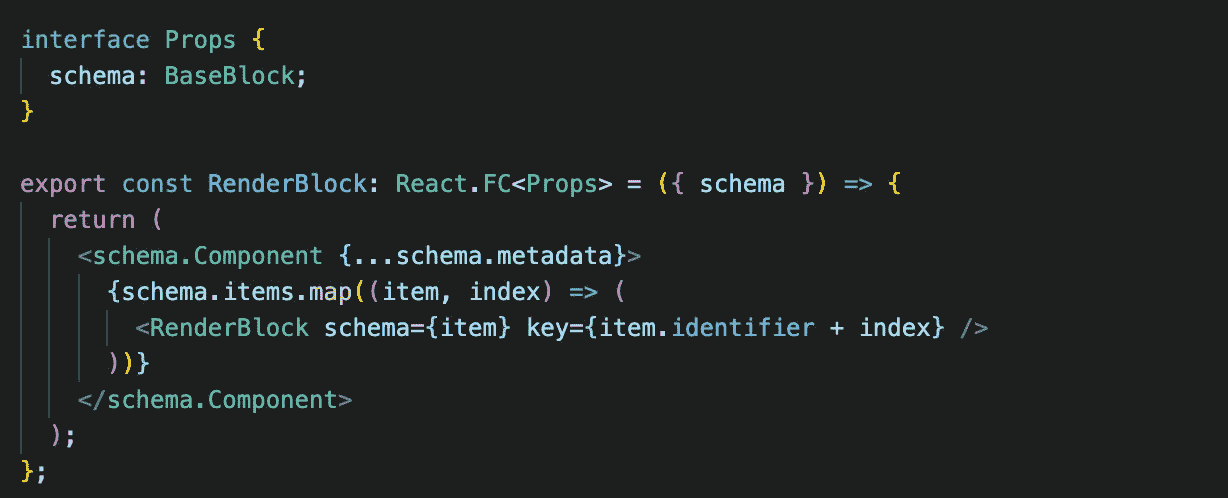 interface Props {
  schema: BaseBlock;
}

export const RenderBlock: React.FC<Props> = ({ schema }) => {
  return (
    <schema.Component {...schema.metadata}>
      {schema.items.map((item, index) => (
        <RenderBlock schema={item} key={item.identifier + index} />
      ))}
    </schema.Component>
  );
};